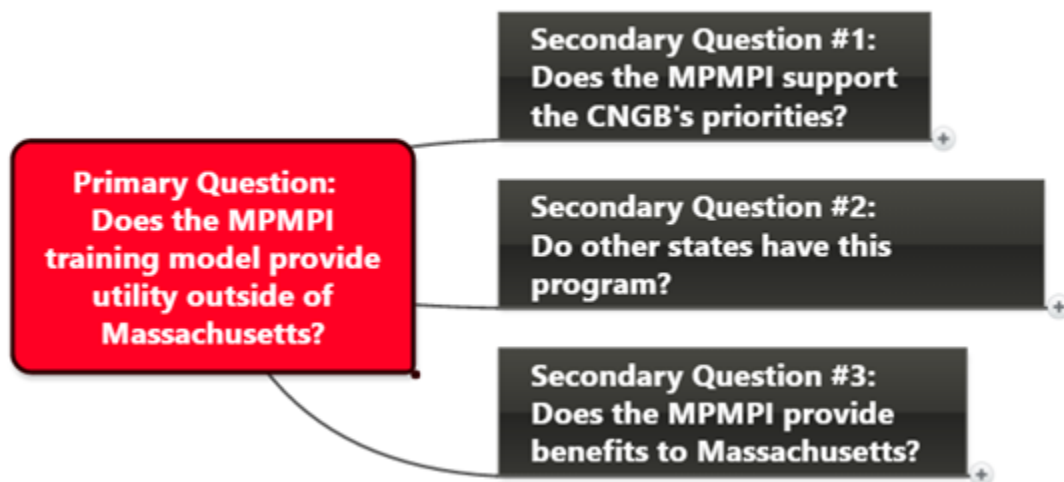 Primary Question:
Does the MPMPI
training model provide
utility outside of
Massachusetts?
Secondary Question #1:
Does the MPMPI support
the CNGB's priorities?
Secondary Question #2:
Do other states have this
program?
Secondary Question #3:
Does the MPMPI provide
benefits to Massachusetts?